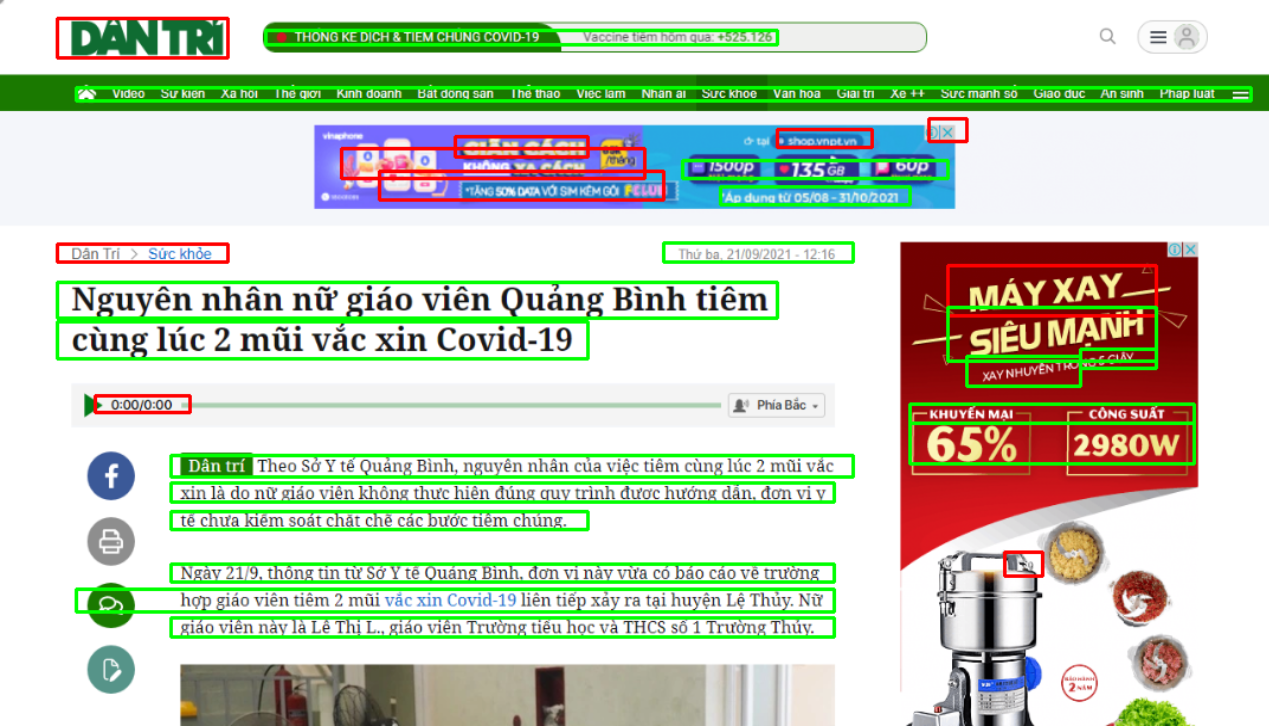 DÂN TRÍ
THỐNG KÊ DỊCH & TIÊM CHỦNG COVID-19 Vaccine tiêm hôm qua: +525.126
Video Sự kiện Xã hội Thế giới Kinh doanh Bất động sản Thể thao Việc làm Nhân ái Sức khỏe Văn hóa Giải trí Xe ++ Sức mạnh số Giáo dục An sinh Pháp luật
vinaphone
GIÃN CÁCH
KHÔNG XA CÁCH
/tháng
*TẶNG 50% DATA VỚI SIM KÈM GÓI
tại shop.vnpt.vn
1500p 135 GB 60p
*Áp dụng từ 05/08 - 31/10/2021
Dân Trí > Sức khỏe
Thứ ba, 21/09/2021 - 12:16
Nguyên nhân nữ giáo viên Quảng Bình tiêm
cùng lúc 2 mũi vắc xin Covid-19
0:00/0:00
Phía Bắc
Dân trí Theo Sở Y tế Quảng Bình, nguyên nhân của việc tiêm cùng lúc 2 mũi vắc
xin là do nữ giáo viên không thực hiện đúng quy trình được hướng dẫn, đơn vị y
tế chưa kiểm soát chặt chẽ các bước tiêm chủng.
Ngày 21/9, thông tin từ Sở Y tế Quảng Bình, đơn vị này vừa có báo cáo về trường
hợp giáo viên tiêm 2 mũi vắc xin Covid-19 liên tiếp xảy ra tại huyện Lệ Thủy. Nữ
giáo viên này là Lê Thị L., giáo viên Trường tiểu học và THCS số 1 Trường Thủy.
MÁY XAY
SIÊU MẠNH
XAY NHUYỄN TRONG 5 GIÂY
KHUYẾN MẠI CÔNG SUẤT
65% 2980W
BẢO HÀNH
2 NĂM